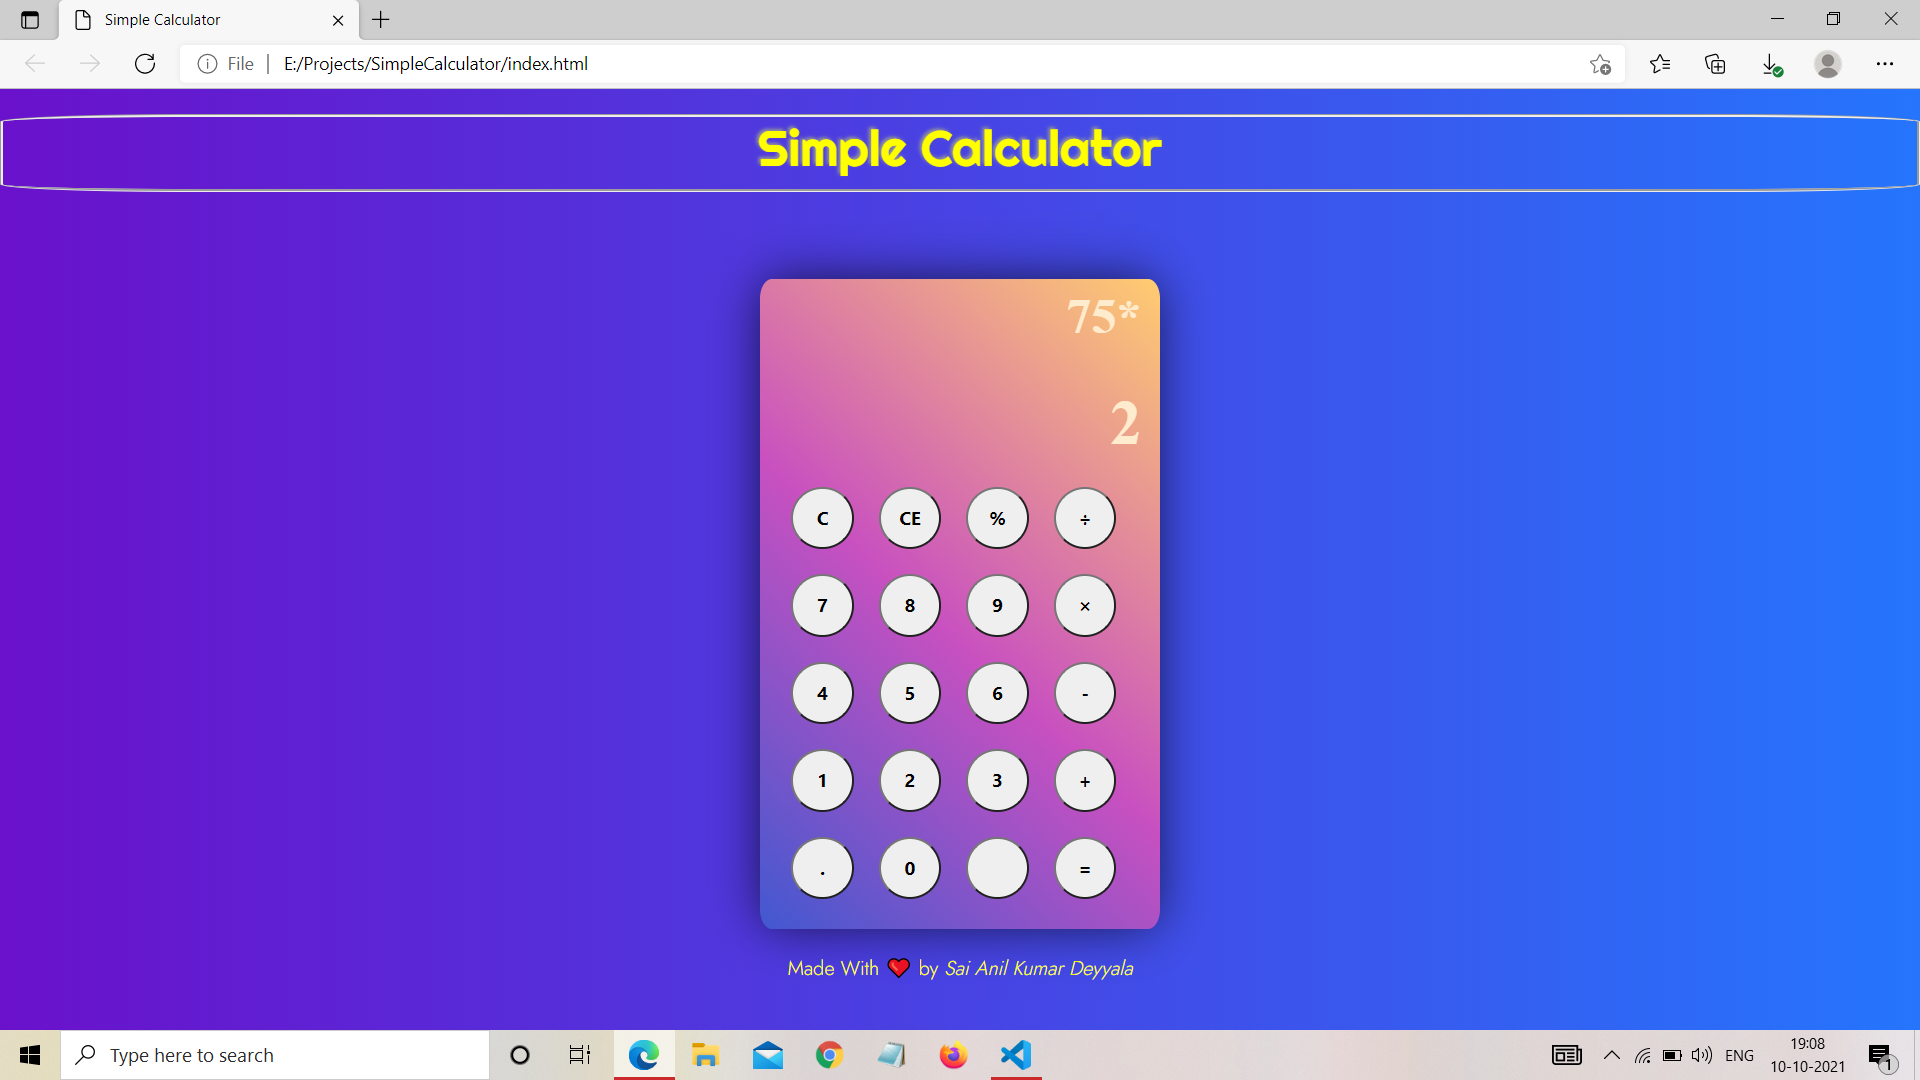 Simple Calculator
File
E:/Projects/SimpleCalculator/index.html
Simple Calculator
75*
2
C CE % ÷
7 8 9 ×
4 5 6 -
1 2 3 +
. 0 =
Made With ❤ by Sai Anil Kumar Deyyala
Type here to search
ENG
19:08
10-10-2021
1